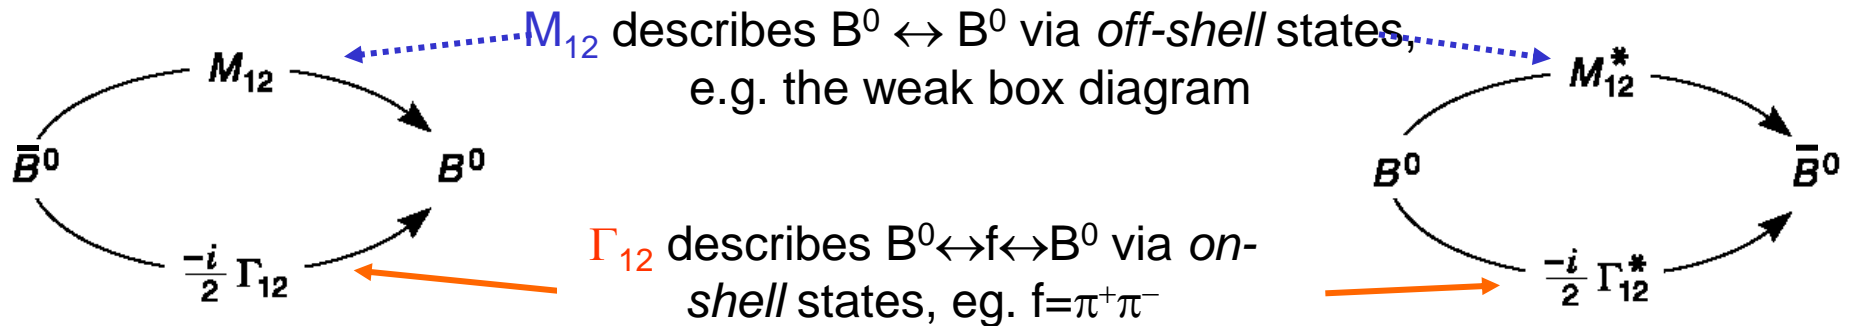 M₁₂ describes B⁰ ↔ B⁰ via off-shell states,
e.g. the weak box diagram
M₁₂
B̅⁰ B⁰
−i/2 Γ₁₂
M*₁₂
B⁰ B̅⁰
−i/2 Γ*₁₂
Γ₁₂ describes B⁰↔f↔B⁰ via on-
shell states, eg. f=π⁺π⁻